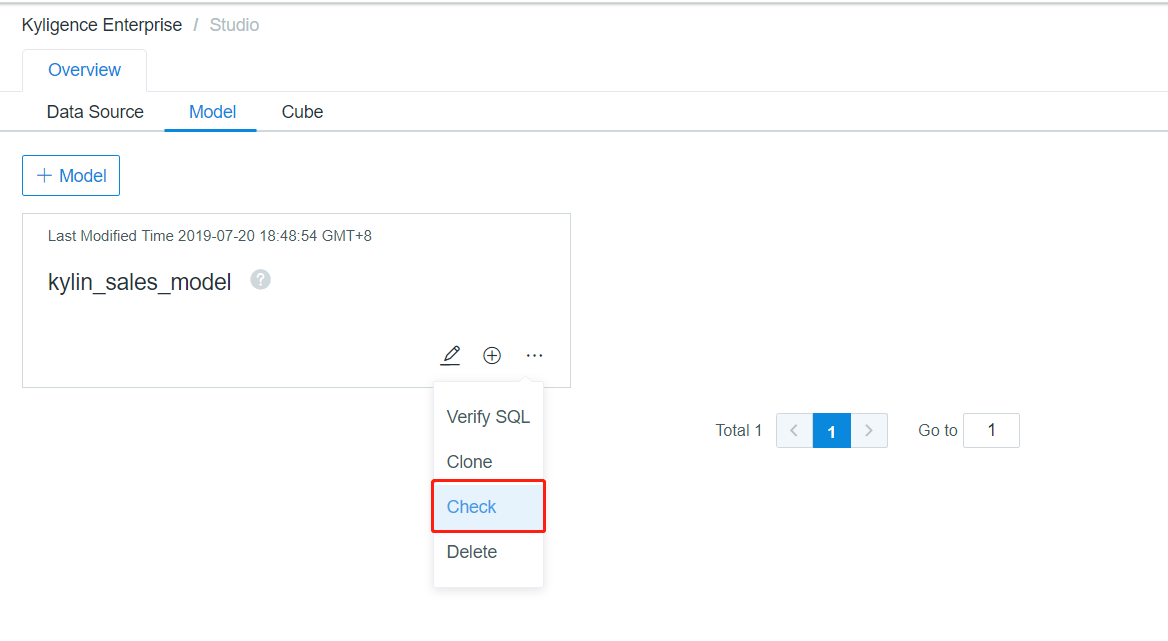 Kyligence Enterprise / Studio
Overview
Data Source Model Cube
+ Model
Last Modified Time 2019-07-20 18:48:54 GMT+8
kylin_sales_model ?
...
Verify SQL
Total 1 < 1 > Go to 1
Clone
Check
Delete